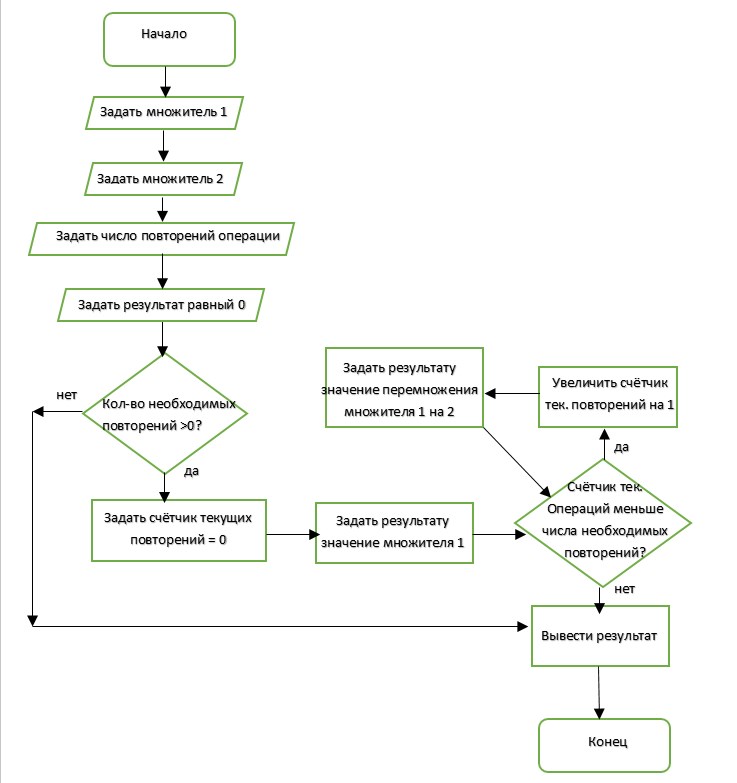 Начало
Задать множитель 1
Задать множитель 2
Задать число повторений операции
Задать результат равный 0
Кол-во необходимых
повторений >0?
нет
да
Задать счётчик текущих
повторений = 0
Задать результату
значение множителя 1
Задать результату
значение перемножения
множителя 1 на 2
Увеличить счётчик
тек. повторений на 1
да
Счётчик тек.
Операций меньше
числа необходимых
повторений?
нет
Вывести результат
Конец